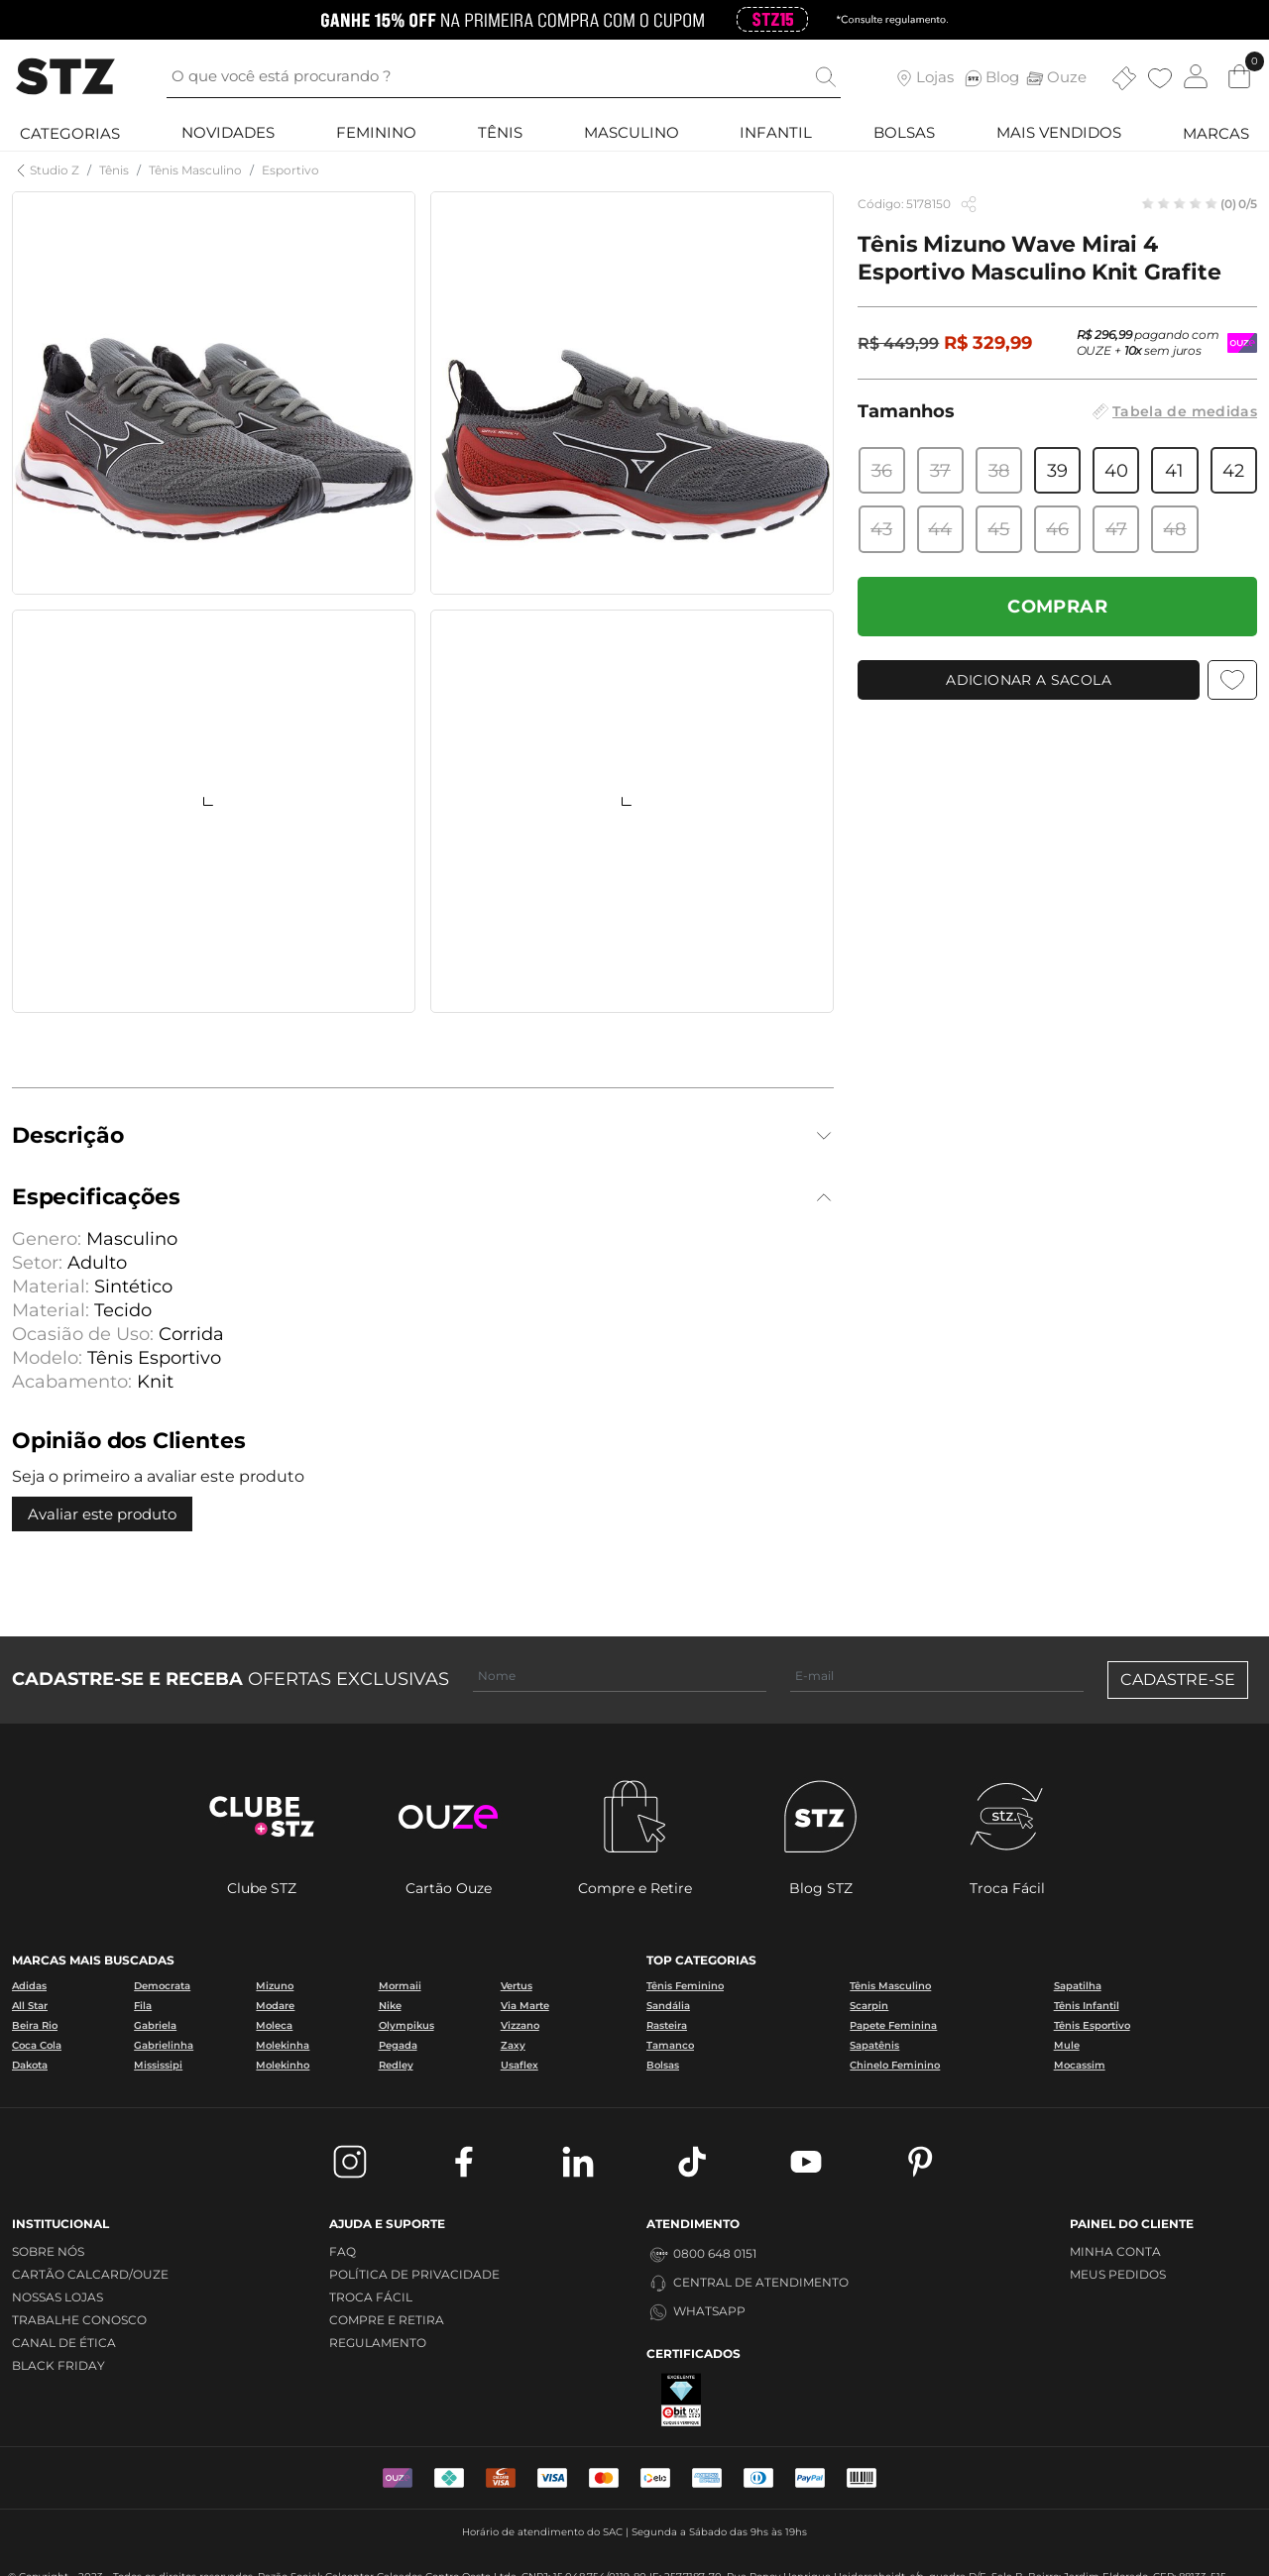 GANHE 15% OFF NA PRIMEIRA COMPRA COM O CUPOM STZ15 *Consulte regulamento.
STZ
O que você está procurando ?
Lojas
STZ
Blog
Ouze
0
CATEGORIAS NOVIDADES FEMININO TÊNIS MASCULINO INFANTIL BOLSAS MAIS VENDIDOS MARCAS
Studio Z / Tênis / Tênis Masculino / Esportivo
Código: 5178150
(0) 0/5
Tênis Mizuno Wave Mirai 4
Esportivo Masculino Knit Grafite
R$ 449,99 R$ 329,99
R$ 296,99 pagando com
OUZE + 10x sem juros
Tamanhos
Tabela de medidas
36 37 38 39 40 41 42
43 44 45 46 47 48
COMPRAR
ADICIONAR A SACOLA
Descrição
Especificações
Genero: Masculino
Setor: Adulto
Material: Sintético
Material: Tecido
Ocasião de Uso: Corrida
Modelo: Tênis Esportivo
Acabamento: Knit
Opinião dos Clientes
Seja o primeiro a avaliar este produto
Avaliar este produto
CADASTRE-SE E RECEBA OFERTAS EXCLUSIVAS
Nome
E-mail
CADASTRE-SE
CLUBE
+STZ
ouze
STZ
stz.
Clube STZ
Cartão Ouze
Compre e Retire
Blog STZ
Troca Fácil
MARCAS MAIS BUSCADAS
Adidas Democrata Mizuno Mormaii Vertus
All Star Fila Modare Nike Via Marte
Beira Rio Gabriela Moleca Olympikus Vizzano
Coca Cola Gabrielinha Molekinha Pegada Zaxy
Dakota Mississipi Molekinho Redley Usaflex
TOP CATEGORIAS
Tênis Feminino Tênis Masculino Sapatilha
Sandália Scarpin Tênis Infantil
Rasteira Papete Feminina Tênis Esportivo
Tamanco Sapatênis Mule
Bolsas Chinelo Feminino Mocassim
INSTITUCIONAL
SOBRE NÓS
CARTÃO CALCARD/OUZE
NOSSAS LOJAS
TRABALHE CONOSCO
CANAL DE ÉTICA
BLACK FRIDAY
AJUDA E SUPORTE
FAQ
POLÍTICA DE PRIVACIDADE
TROCA FÁCIL
COMPRE E RETIRA
REGULAMENTO
ATENDIMENTO
0800 648 0151
CENTRAL DE ATENDIMENTO
WHATSAPP
CERTIFICADOS
EXCELENTE
ebit
PAINEL DO CLIENTE
MINHA CONTA
MEUS PEDIDOS
VISA
VISA
elo
PayPal
Horário de atendimento do SAC | Segunda a Sábado das 9hs às 19hs